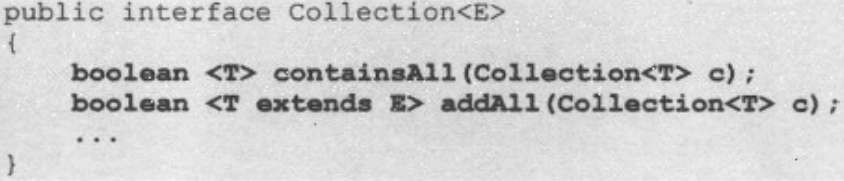 public interface Collection<E>
{
    boolean <T> containsAll(Collection<T> c);
    boolean <T extends E> addAll(Collection<T> c);
    ...
}